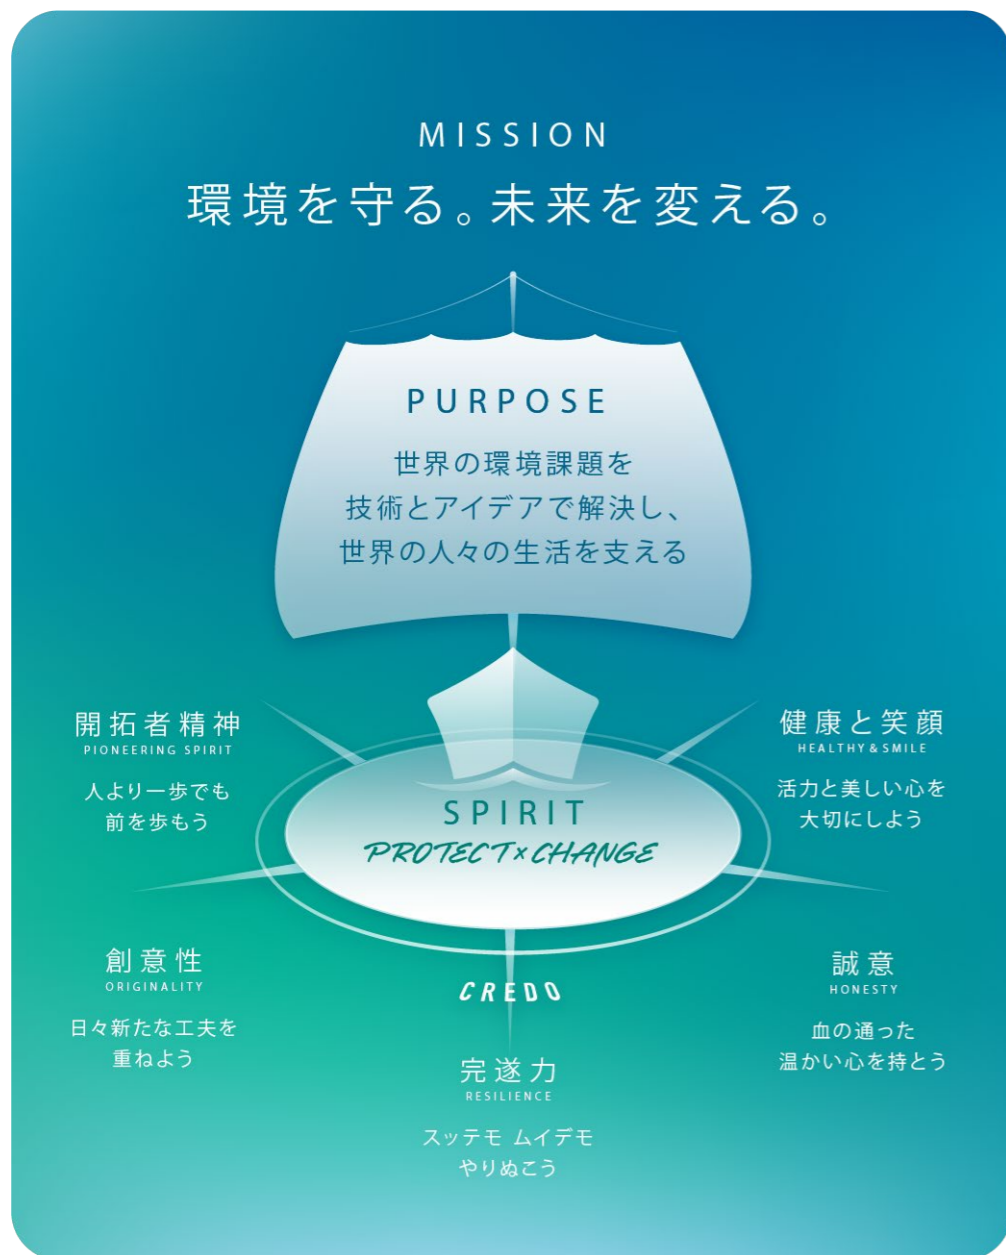 MISSION
環境を守る。未来を変える。
PURPOSE
世界の環境課題を
技術とアイデアで解決し、
世界の人々の生活を支える
SPIRIT
PROTECT×CHANGE
開拓者精神
PIONEERING SPIRIT
人より一歩でも
前を歩もう
健康と笑顔
HEALTHY & SMILE
活力と美しい心を
大切にしよう
創意性
ORIGINALITY
日々新たな工夫を
重ねよう
CREDO
完遂力
RESILIENCE
スッテモ ムイデモ
やりぬこう
誠意
HONESTY
血の通った
温かい心を持とう